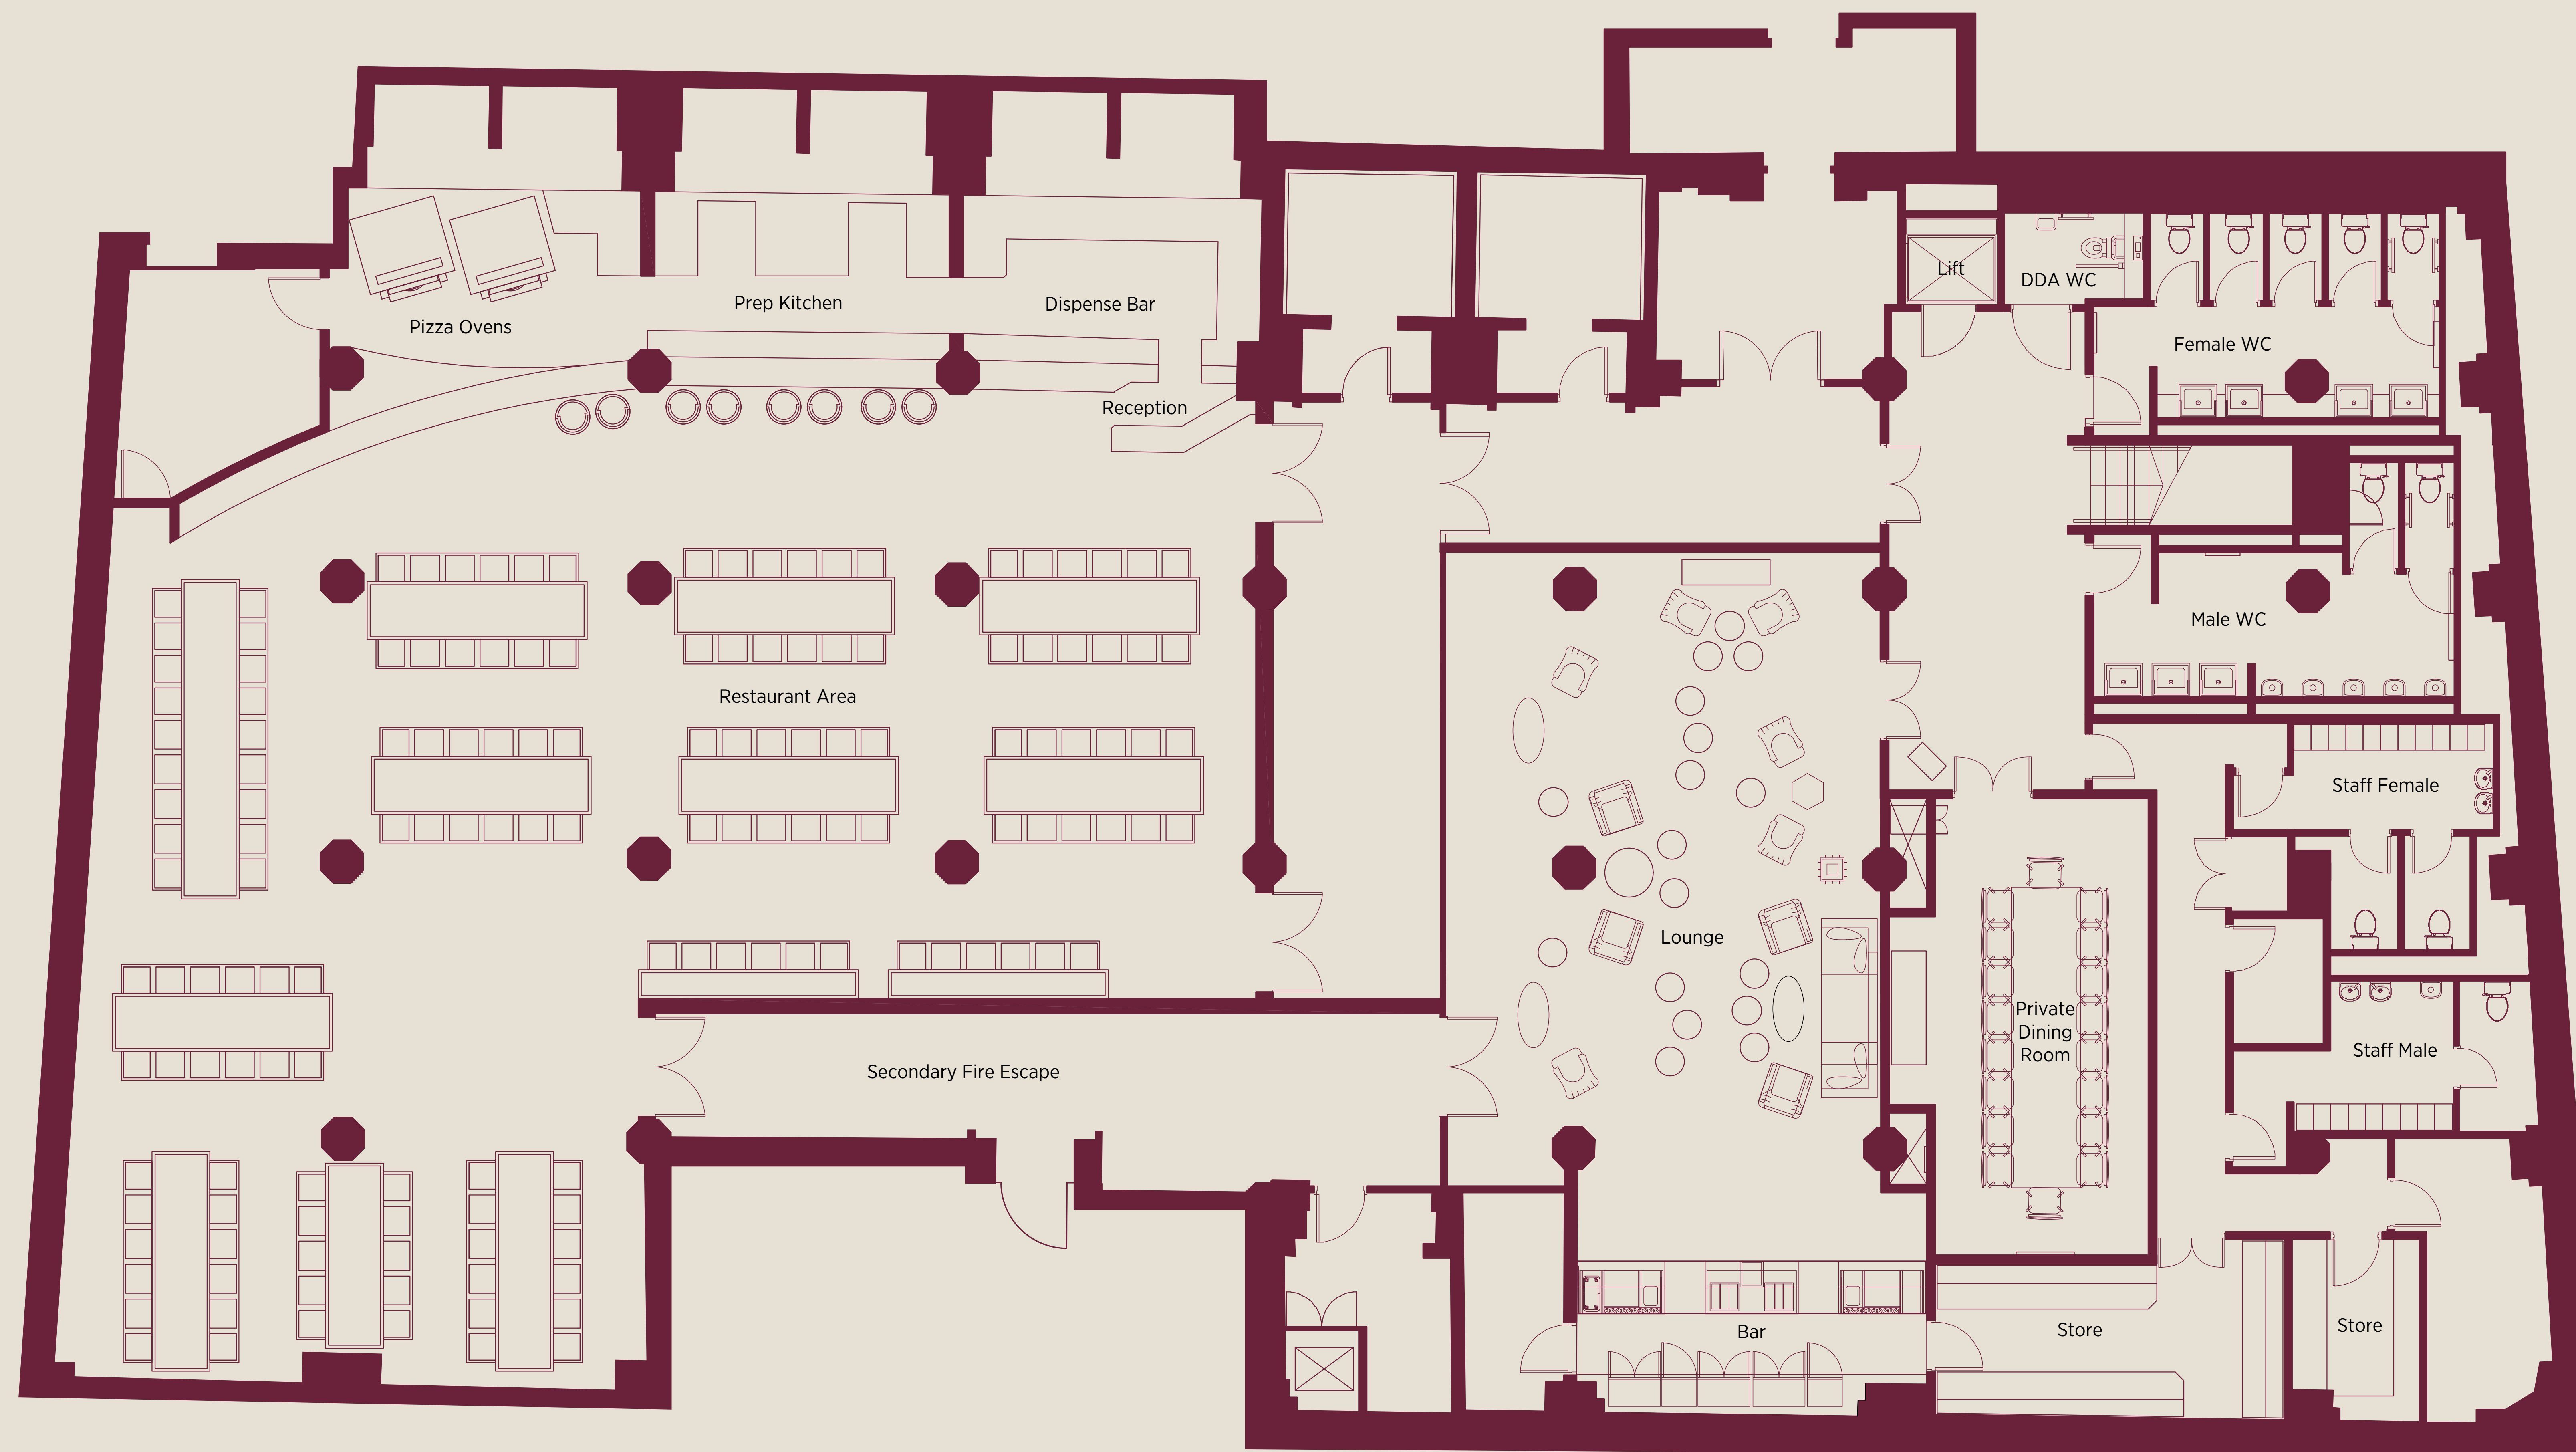 Lift
DDA WC
Prep Kitchen
Dispense Bar
Pizza Ovens
Female WC
Reception
Male WC
Restaurant Area
Staff Female
Lounge
Private
Dining
Room
Staff Male
Secondary Fire Escape
Bar
Store
Store